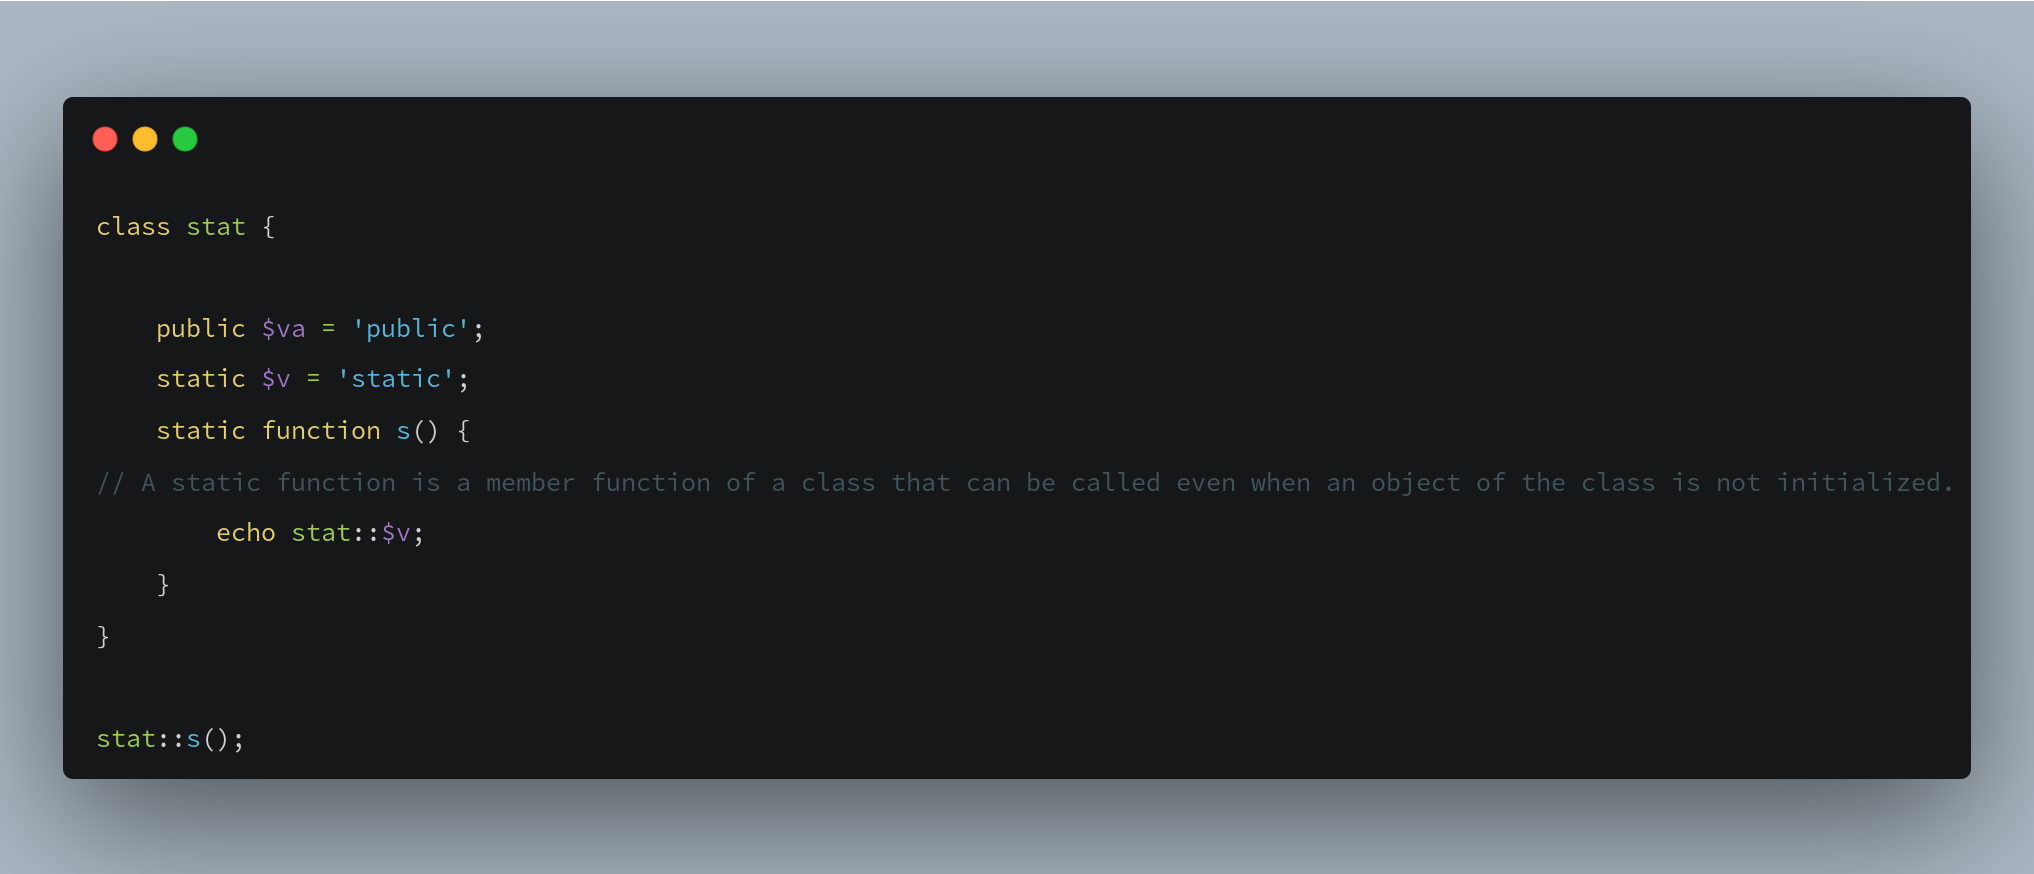 class stat {
public $va = 'public';
static $v = 'static';
static function s() {
// A static function is a member function of a class that can be called even when an object of the class is not initialized.
echo stat::$v;
}
}
stat::s();